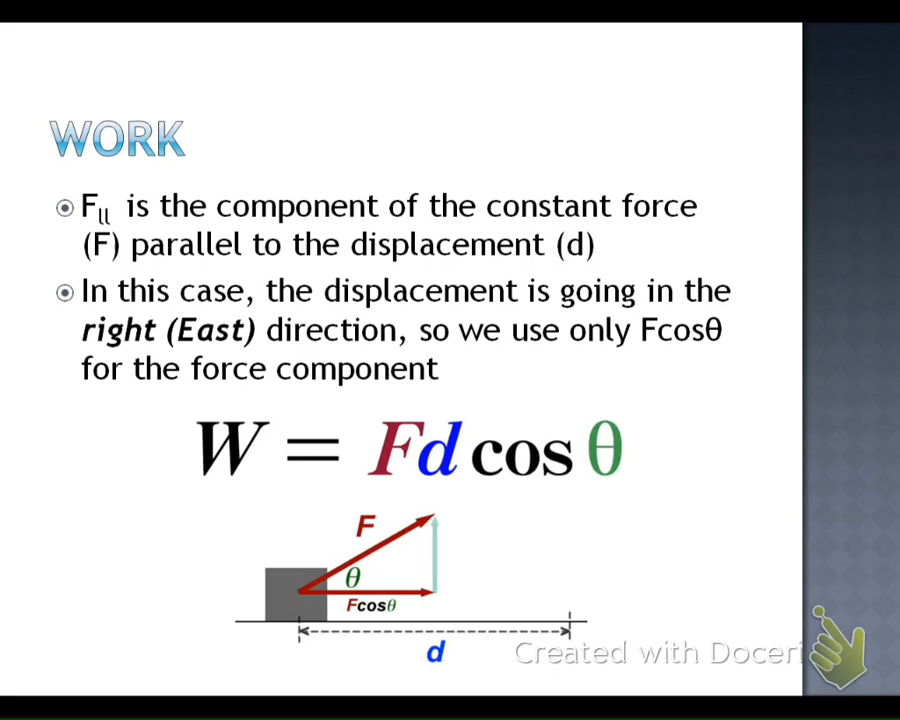 WORK
F॥ is the component of the constant force
(F) parallel to the displacement (d)
In this case, the displacement is going in the
right (East) direction, so we use only Fcosθ
for the force component
W = Fd cos θ
F
θ
Fcosθ
d
Created with Doceri